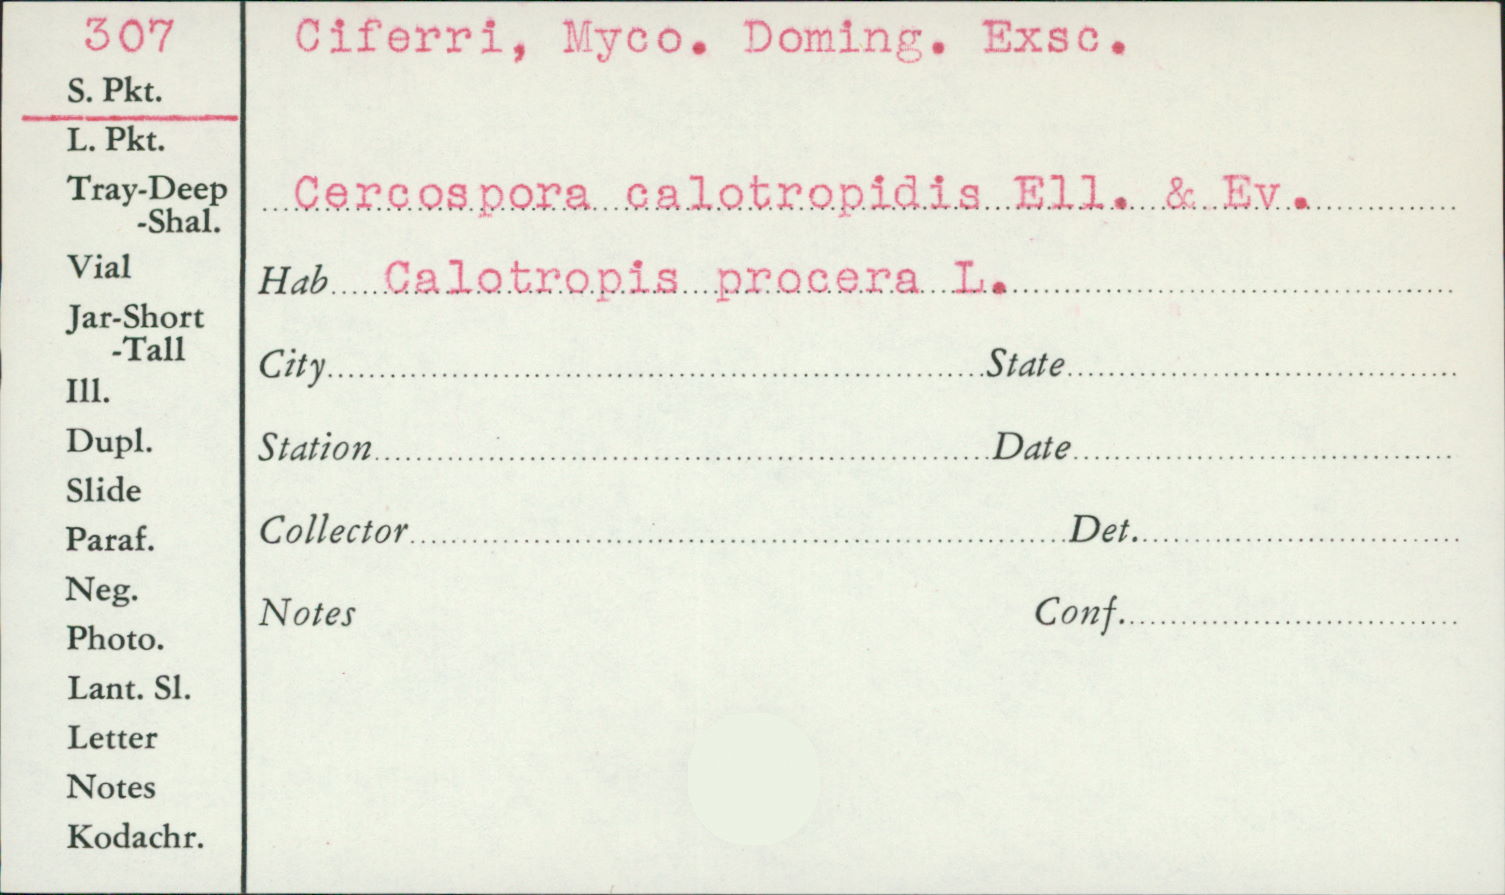 307
S. Pkt.
L. Pkt.
Tray-Deep
-Shal.
Vial
Jar-Short
-Tall
Ill.
Dupl.
Slide
Paraf.
Neg.
Photo.
Lant. Sl.
Letter
Notes
Kodachr.
Ciferri, Myco. Doming. Exsc.
Cercospora calotropidis Ell. & Ev.
Hab Calotropis procera L.
City State
Station Date
Collector Det.
Notes Conf.